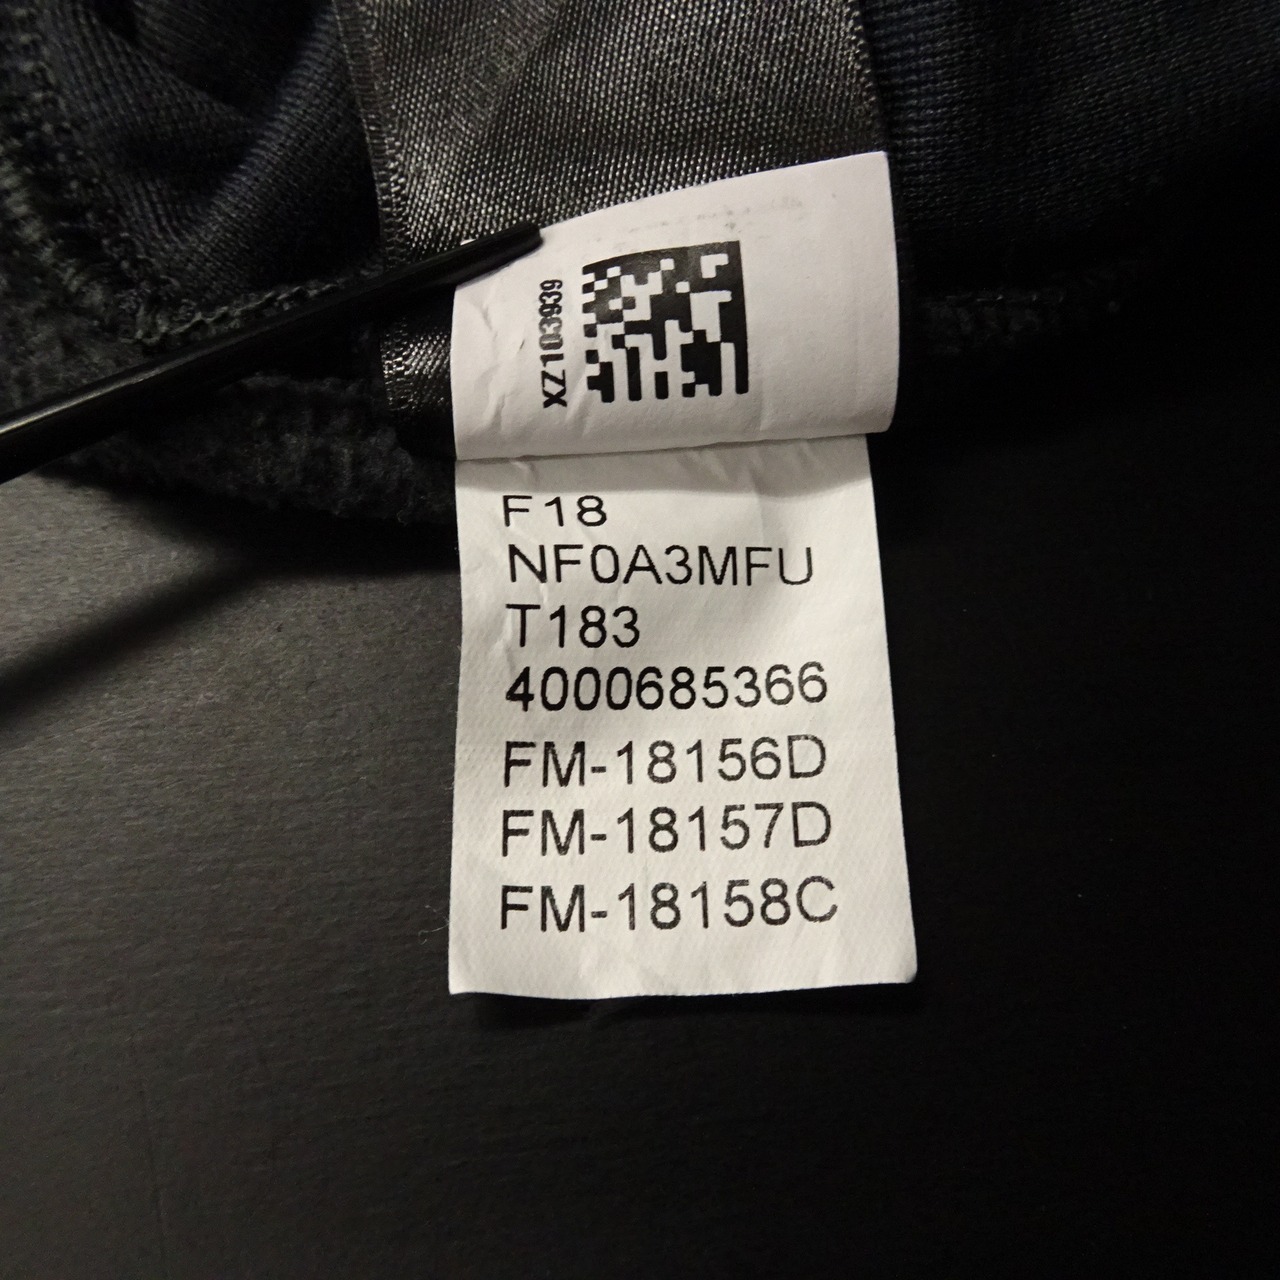 XZ103939
F18
NF0A3MFU
T183
4000685366
FM-18156D
FM-18157D
FM-18158C